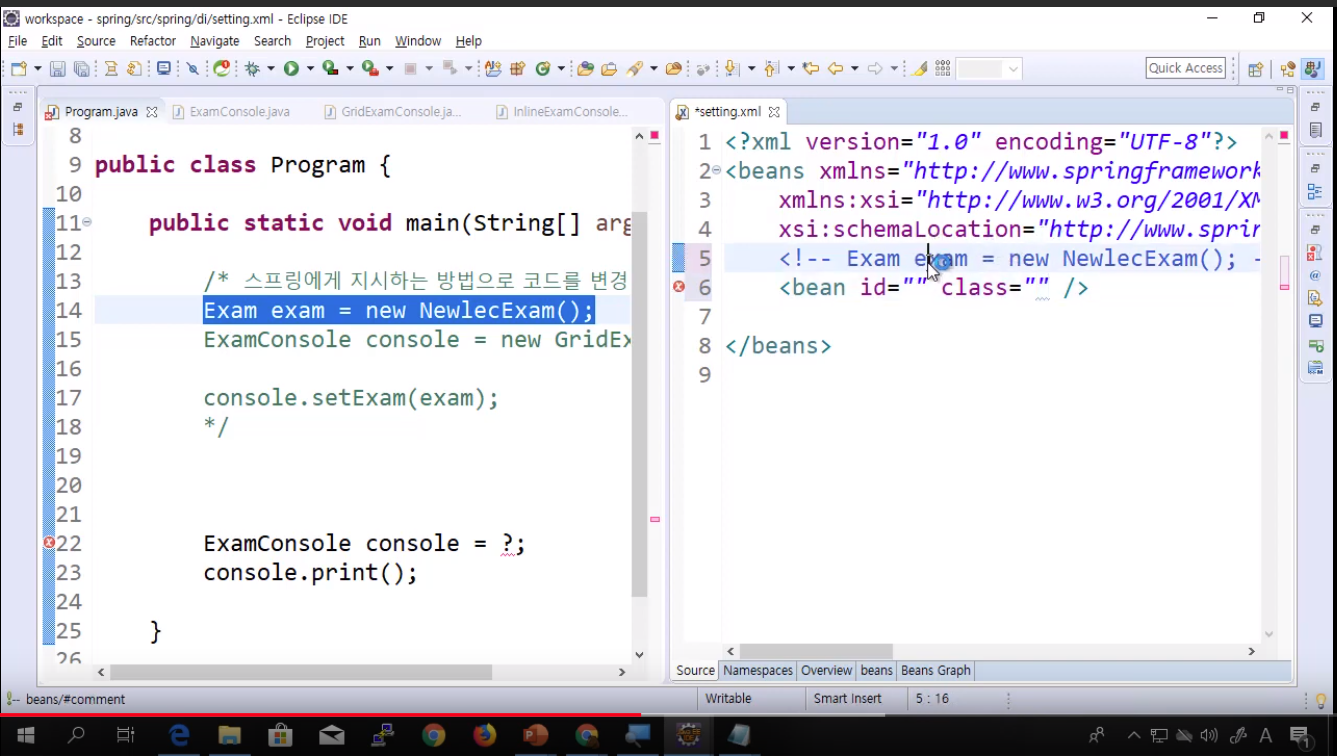 workspace - spring/src/spring/di/setting.xml - Eclipse IDE
File Edit Source Refactor Navigate Search Project Run Window Help
Quick Access
Program.java ExamConsole.java GridExamConsole.ja... InlineExamConsole...
8
9 public class Program {
10
11 public static void main(String[] arg
12
13 /* 스프링에게 지시하는 방법으로 코드를 변경
14 Exam exam = new NewlecExam();
15 ExamConsole console = new GridEx
16
17 console.setExam(exam);
18 */
19
20
21
22 ExamConsole console = ?;
23 console.print();
24
25 }
26
*setting.xml
1 <?xml version="1.0" encoding="UTF-8"?>
2 <beans xmlns="http://www.springframework
3 xmlns:xsi="http://www.w3.org/2001/XM
4 xsi:schemaLocation="http://www.sprin
5 <!-- Exam exam = new NewlecExam(); -
6 <bean id="" class="" />
7
8 </beans>
9
Source Namespaces Overview beans Beans Graph
beans/#comment Writable Smart Insert 5 : 16
A 1